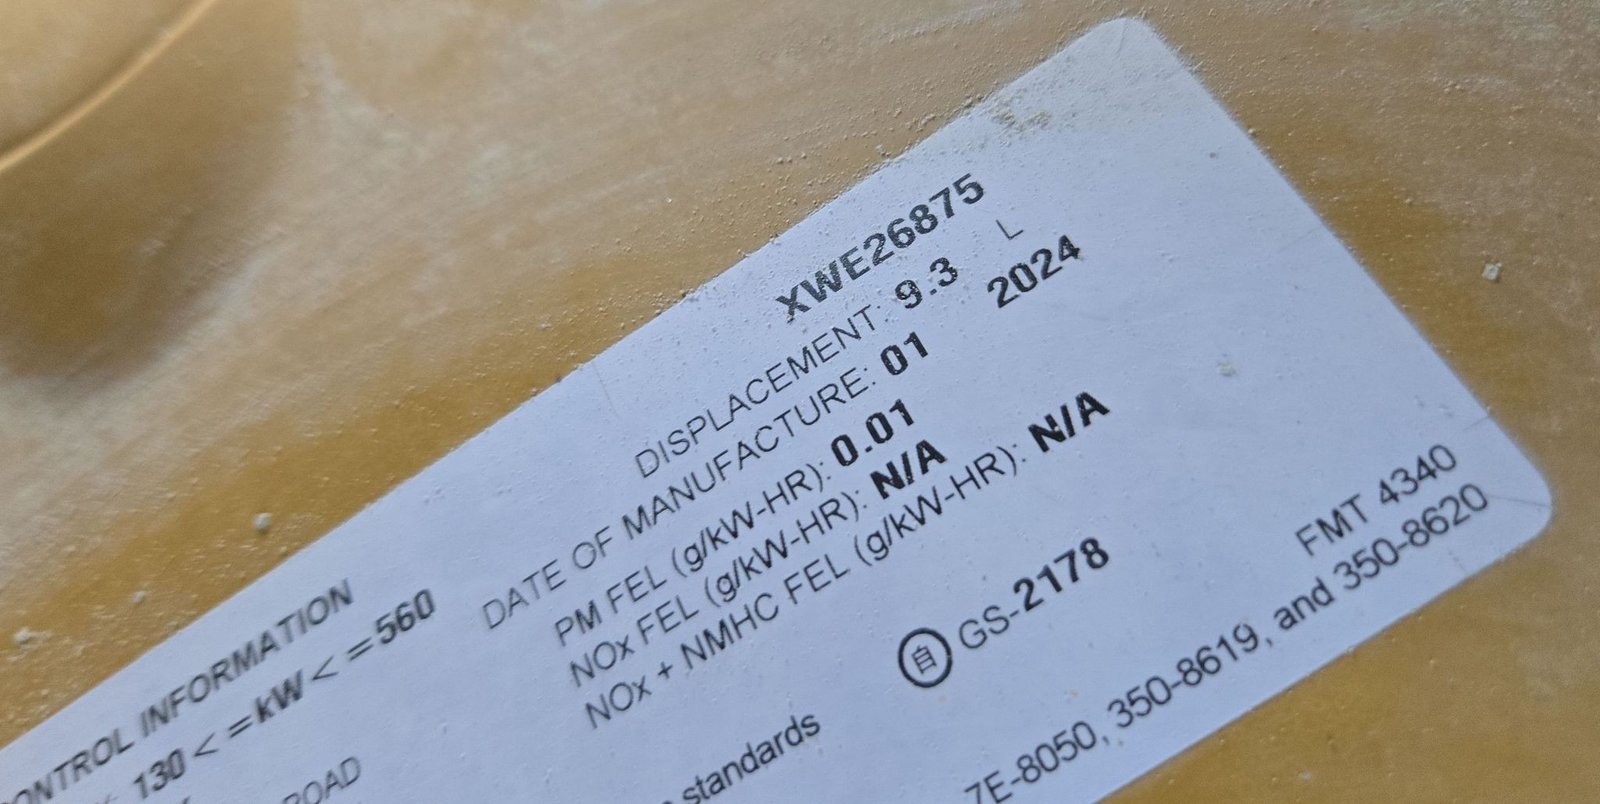 XWE26875
DISPLACEMENT: 9.3 L
DATE OF MANUFACTURE: 01 2024
PM FEL (g/kW-HR): 0.01
NOx FEL (g/kW-HR): N/A
NOx + NMHC FEL (g/kW-HR): N/A
CONTROL INFORMATION
130 < =kW < =560
ROAD
自 GS-2178
standards
FMT 4340
7E-8050, 350-8619, and 350-8620